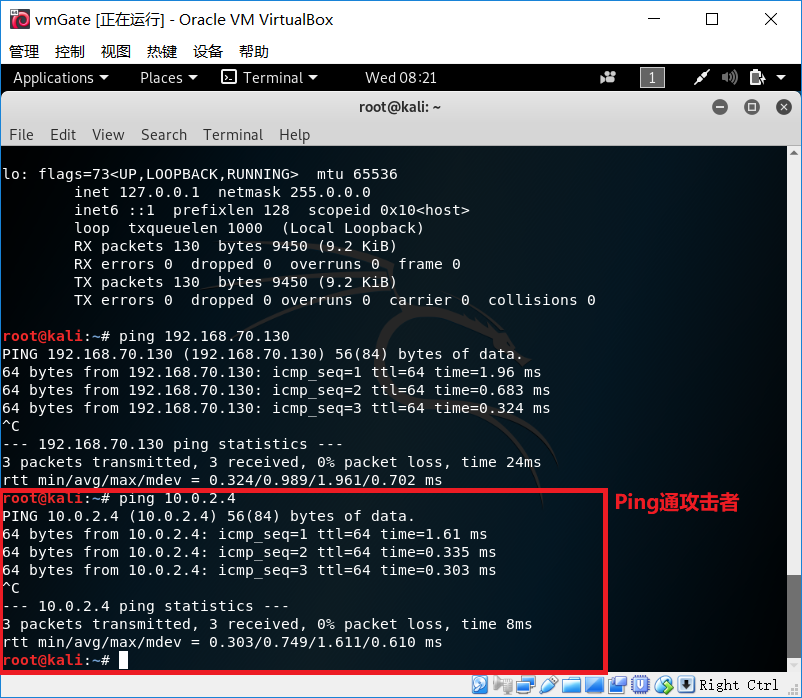 vmGate [正在运行] - Oracle VM VirtualBox
管理 控制 视图 热键 设备 帮助
Applications Places Terminal Wed 08:21 1
root@kali: ~
File Edit View Search Terminal Help
lo: flags=73<UP,LOOPBACK,RUNNING>  mtu 65536
        inet 127.0.0.1  netmask 255.0.0.0
        inet6 ::1  prefixlen 128  scopeid 0x10<host>
        loop  txqueuelen 1000  (Local Loopback)
        RX packets 130  bytes 9450 (9.2 KiB)
        RX errors 0  dropped 0  overruns 0  frame 0
        TX packets 130  bytes 9450 (9.2 KiB)
        TX errors 0  dropped 0 overruns 0  carrier 0  collisions 0
root@kali:~# ping 192.168.70.130
PING 192.168.70.130 (192.168.70.130) 56(84) bytes of data.
64 bytes from 192.168.70.130: icmp_seq=1 ttl=64 time=1.96 ms
64 bytes from 192.168.70.130: icmp_seq=2 ttl=64 time=0.683 ms
64 bytes from 192.168.70.130: icmp_seq=3 ttl=64 time=0.324 ms
^C
--- 192.168.70.130 ping statistics ---
3 packets transmitted, 3 received, 0% packet loss, time 24ms
rtt min/avg/max/mdev = 0.324/0.989/1.961/0.702 ms
root@kali:~# ping 10.0.2.4
Ping通攻击者
PING 10.0.2.4 (10.0.2.4) 56(84) bytes of data.
64 bytes from 10.0.2.4: icmp_seq=1 ttl=64 time=1.61 ms
64 bytes from 10.0.2.4: icmp_seq=2 ttl=64 time=0.335 ms
64 bytes from 10.0.2.4: icmp_seq=3 ttl=64 time=0.303 ms
^C
--- 10.0.2.4 ping statistics ---
3 packets transmitted, 3 received, 0% packet loss, time 8ms
rtt min/avg/max/mdev = 0.303/0.749/1.611/0.610 ms
root@kali:~#
Right Ctrl